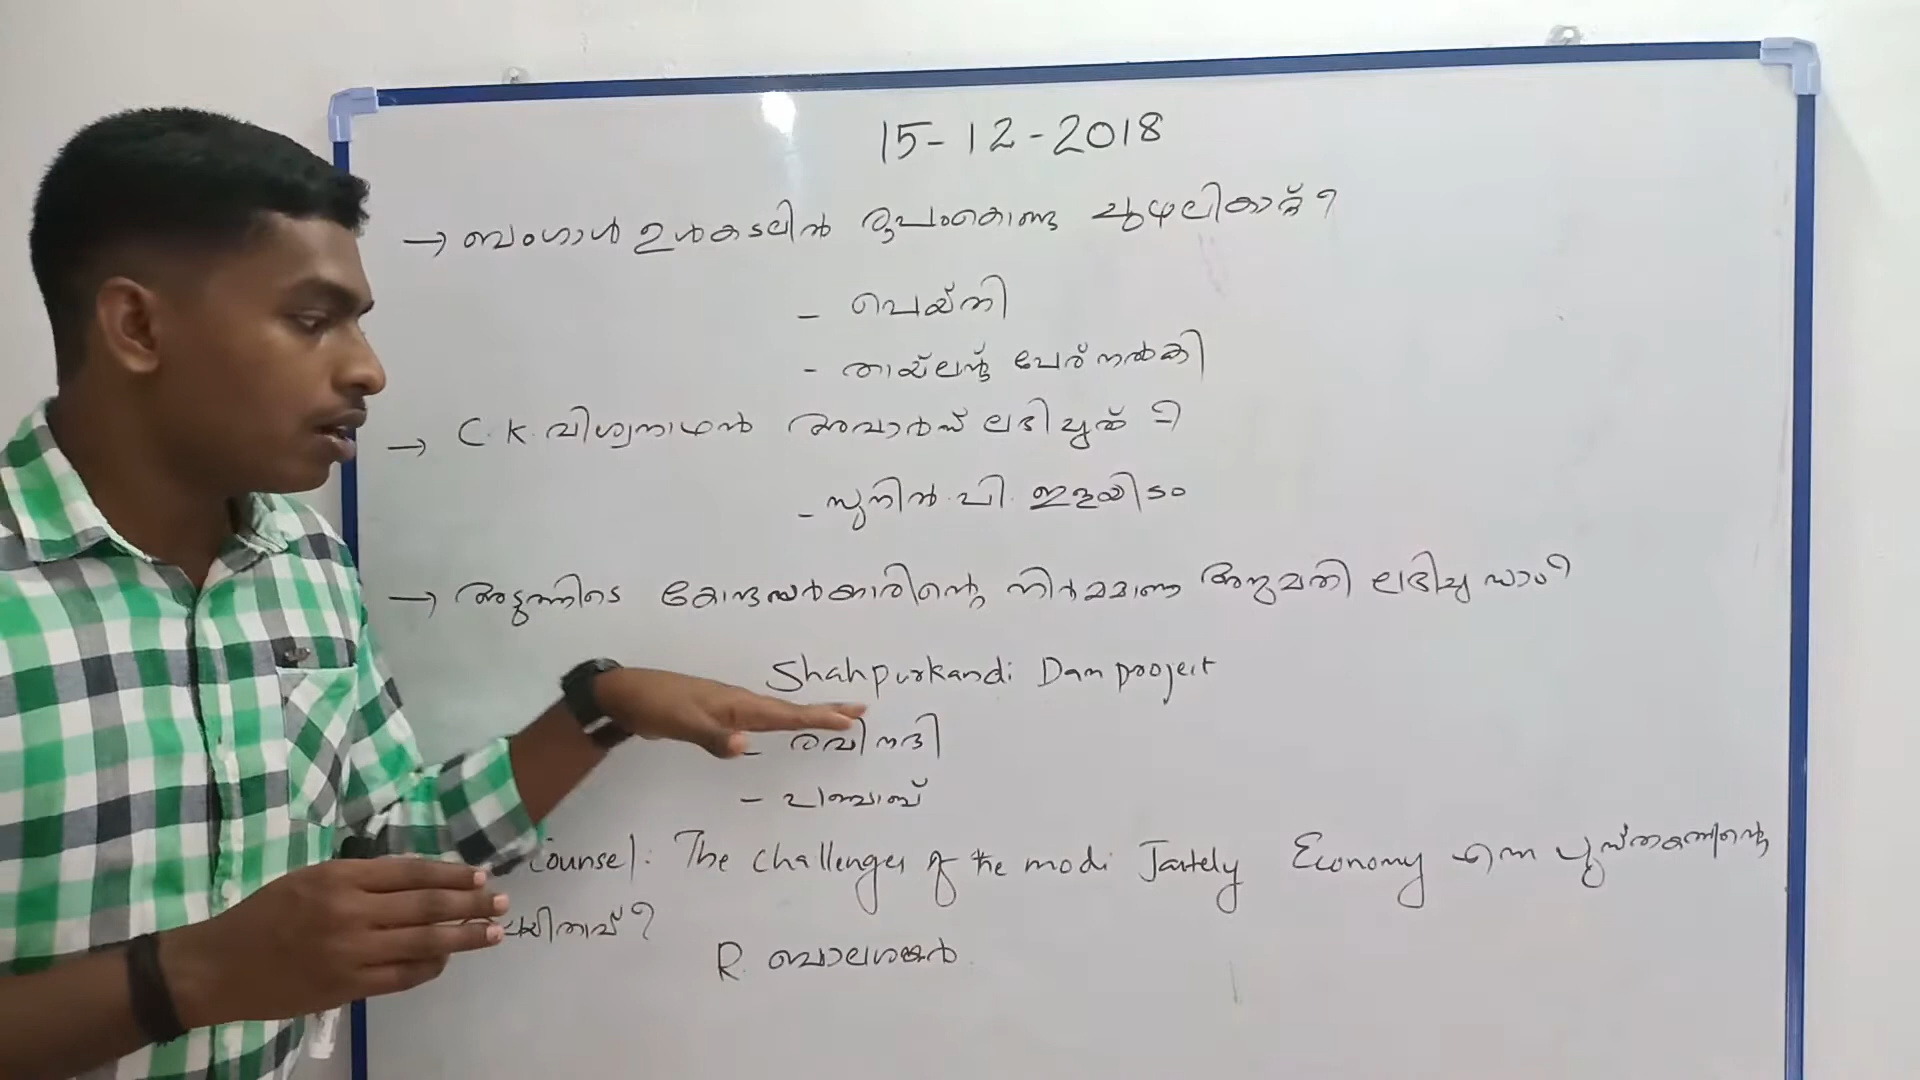 15-12-2018
→ ബംഗാൾ ഉൾകടലിൽ രൂപംകൊണ്ട ചുഴലികാറ്റ് ?
- പെയ്തി
- തായ്ലന്റ് പേര് നൽകി
→ C.K. വിശ്വനാഥൻ അവാർഡ് ലഭിച്ചത് ?
- സുനിൽ. പി. ഇളയിടം
→ അടുത്തിടെ കേന്ദ്രസർക്കാരിന്റെ നിർമ്മാണ അനുമതി ലഭിച്ച ഡാം ?
Shahpurkandi Dam project
- രവി നദി
- പഞ്ചാബ്
Counsel: The challenges of the modi Jaitely Economy എന്ന പുസ്തകത്തിന്റെ
R. ബാലശങ്കർ.